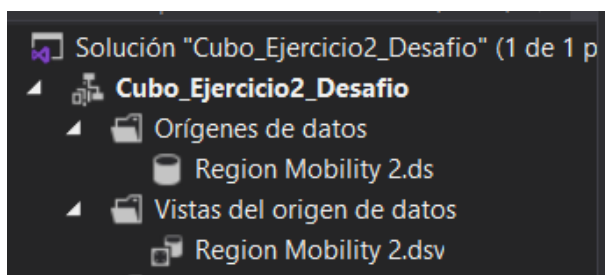 Solución "Cubo_Ejercicio2_Desafio" (1 de 1 p
Cubo_Ejercicio2_Desafio
Orígenes de datos
Region Mobility 2.ds
Vistas del origen de datos
Region Mobility 2.dsv